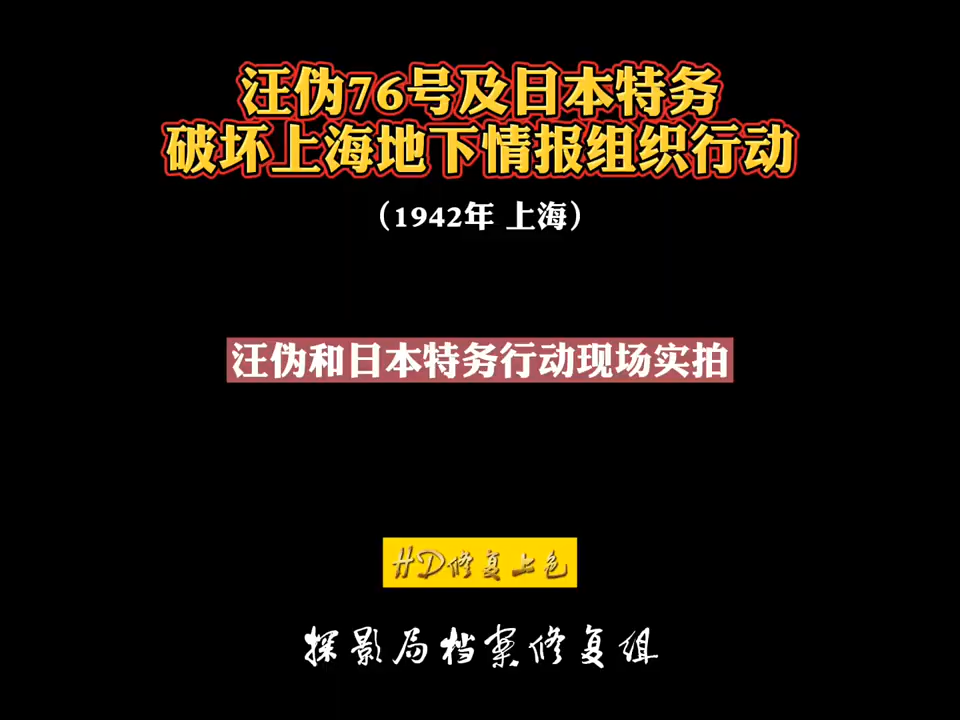 汪伪76号及日本特务
破坏上海地下情报组织行动
（1942年 上海）
汪伪和日本特务行动现场实拍
HD修复上色
探影局档案修复组